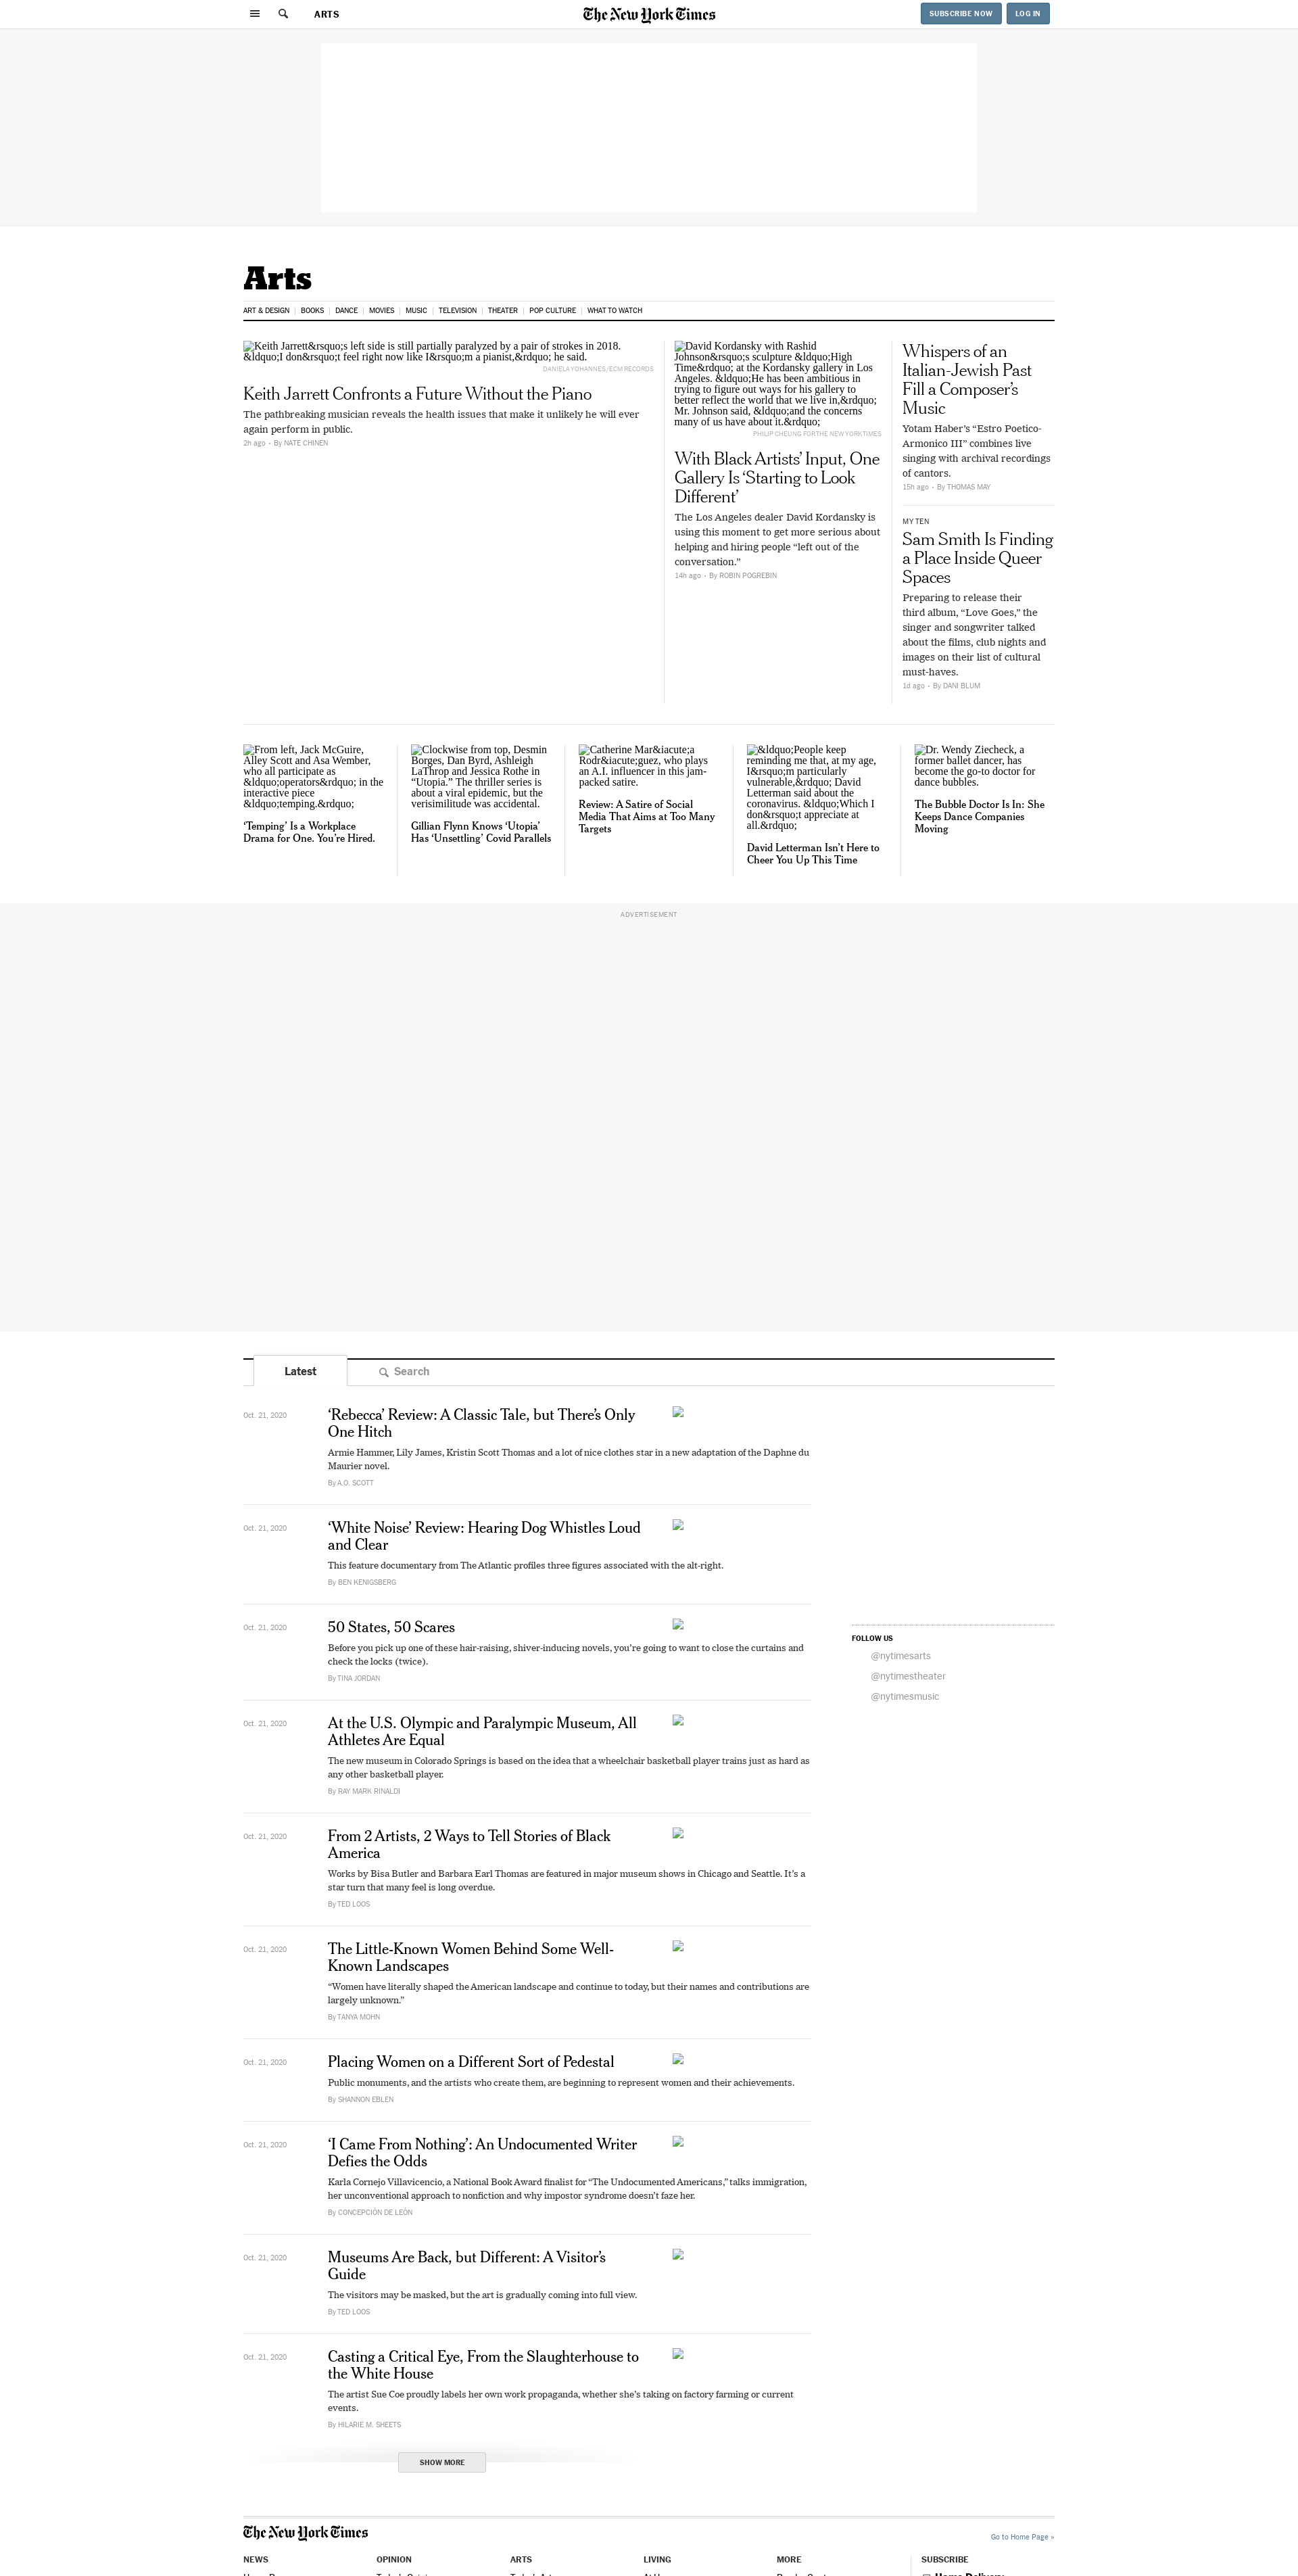 ARTS
The New York Times
SUBSCRIBE NOW
LOG IN
Arts
ART & DESIGN
BOOKS
DANCE
MOVIES
MUSIC
TELEVISION
THEATER
POP CULTURE
WHAT TO WATCH
Keith Jarrett&rsquo;s left side is still partially paralyzed by a pair of strokes in 2018.
&ldquo;I don&rsquo;t feel right now like I&rsquo;m a pianist,&rdquo; he said.
DANIELA YOHANNES/ECM RECORDS
Keith Jarrett Confronts a Future Without the Piano
The pathbreaking musician reveals the health issues that make it unlikely he will ever
again perform in public.
2h ago • By NATE CHINEN
David Kordansky with Rashid
Johnson&rsquo;s sculpture &ldquo;High
Time&rdquo; at the Kordansky gallery in Los
Angeles. &ldquo;He has been ambitious in
trying to figure out ways for his gallery to
better reflect the world that we live in,&rdquo;
Mr. Johnson said, &ldquo;and the concerns
many of us have about it.&rdquo;
PHILIP CHEUNG FOR THE NEW YORK TIMES
With Black Artists’ Input, One
Gallery Is ‘Starting to Look
Different’
The Los Angeles dealer David Kordansky is
using this moment to get more serious about
helping and hiring people “left out of the
conversation.”
14h ago • By ROBIN POGREBIN
Whispers of an
Italian-Jewish Past
Fill a Composer’s
Music
Yotam Haber’s “Estro Poetico-
Armonico III” combines live
singing with archival recordings
of cantors.
15h ago • By THOMAS MAY
MY TEN
Sam Smith Is Finding
a Place Inside Queer
Spaces
Preparing to release their
third album, “Love Goes,” the
singer and songwriter talked
about the films, club nights and
images on their list of cultural
must-haves.
1d ago • By DANI BLUM
From left, Jack McGuire,
Alley Scott and Asa Wember,
who all participate as
&ldquo;operators&rdquo; in the
interactive piece
&ldquo;temping.&rdquo;
‘Temping’ Is a Workplace
Drama for One. You’re Hired.
Clockwise from top, Desmin
Borges, Dan Byrd, Ashleigh
LaThrop and Jessica Rothe in
“Utopia.” The thriller series is
about a viral epidemic, but the
verisimilitude was accidental.
Gillian Flynn Knows ‘Utopia’
Has ‘Unsettling’ Covid Parallels
Catherine Mar&iacute;a
Rodr&iacute;guez, who plays
an A.I. influencer in this jam-
packed satire.
Review: A Satire of Social
Media That Aims at Too Many
Targets
&ldquo;People keep
reminding me that, at my age,
I&rsquo;m particularly
vulnerable,&rdquo; David
Letterman said about the
coronavirus. &ldquo;Which I
don&rsquo;t appreciate at
all.&rdquo;
David Letterman Isn’t Here to
Cheer You Up This Time
Dr. Wendy Ziecheck, a
former ballet dancer, has
become the go-to doctor for
dance bubbles.
The Bubble Doctor Is In: She
Keeps Dance Companies
Moving
ADVERTISEMENT
Latest
Search
Oct. 21, 2020
‘Rebecca’ Review: A Classic Tale, but There’s Only
One Hitch
Armie Hammer, Lily James, Kristin Scott Thomas and a lot of nice clothes star in a new adaptation of the Daphne du
Maurier novel.
By A.O. SCOTT
Oct. 21, 2020
‘White Noise’ Review: Hearing Dog Whistles Loud
and Clear
This feature documentary from The Atlantic profiles three figures associated with the alt-right.
By BEN KENIGSBERG
Oct. 21, 2020
50 States, 50 Scares
Before you pick up one of these hair-raising, shiver-inducing novels, you’re going to want to close the curtains and
check the locks (twice).
By TINA JORDAN
FOLLOW US
@nytimesarts
@nytimestheater
@nytimesmusic
Oct. 21, 2020
At the U.S. Olympic and Paralympic Museum, All
Athletes Are Equal
The new museum in Colorado Springs is based on the idea that a wheelchair basketball player trains just as hard as
any other basketball player.
By RAY MARK RINALDI
Oct. 21, 2020
From 2 Artists, 2 Ways to Tell Stories of Black
America
Works by Bisa Butler and Barbara Earl Thomas are featured in major museum shows in Chicago and Seattle. It’s a
star turn that many feel is long overdue.
By TED LOOS
Oct. 21, 2020
The Little-Known Women Behind Some Well-
Known Landscapes
“Women have literally shaped the American landscape and continue to today, but their names and contributions are
largely unknown.”
By TANYA MOHN
Oct. 21, 2020
Placing Women on a Different Sort of Pedestal
Public monuments, and the artists who create them, are beginning to represent women and their achievements.
By SHANNON EBLEN
Oct. 21, 2020
‘I Came From Nothing’: An Undocumented Writer
Defies the Odds
Karla Cornejo Villavicencio, a National Book Award finalist for “The Undocumented Americans,” talks immigration,
her unconventional approach to nonfiction and why impostor syndrome doesn’t faze her.
By CONCEPCIÓN DE LEÓN
Oct. 21, 2020
Museums Are Back, but Different: A Visitor’s
Guide
The visitors may be masked, but the art is gradually coming into full view.
By TED LOOS
Oct. 21, 2020
Casting a Critical Eye, From the Slaughterhouse to
the White House
The artist Sue Coe proudly labels her own work propaganda, whether she’s taking on factory farming or current
events.
By HILARIE M. SHEETS
SHOW MORE
The New York Times
Go to Home Page »
NEWS
OPINION
ARTS
LIVING
MORE
SUBSCRIBE